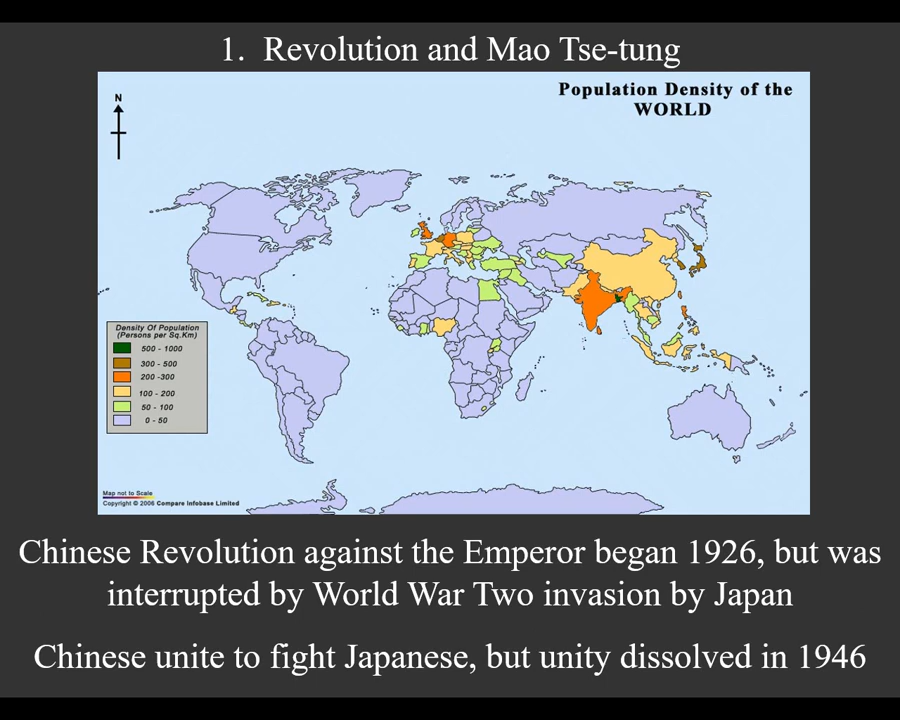 1. Revolution and Mao Tse-tung
Population Density of the
WORLD
N
Density Of Population
(Persons per Sq.Km)
500 - 1000
300 - 500
200 -300
100 - 200
50 - 100
0 - 50
Map not to Scale
Copyright © 2006 Compare Infobase Limited
Chinese Revolution against the Emperor began 1926, but was
interrupted by World War Two invasion by Japan
Chinese unite to fight Japanese, but unity dissolved in 1946